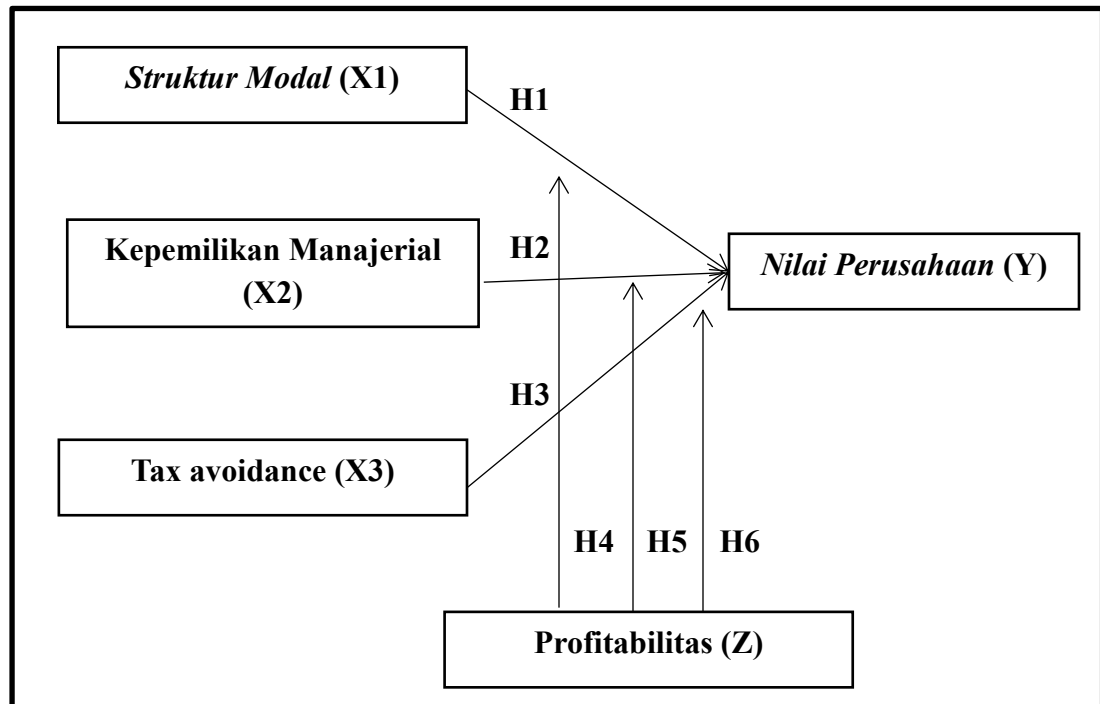 Struktur Modal (X1)
H1
Kepemilikan Manajerial
(X2)
H2
Nilai Perusahaan (Y)
H3
Tax avoidance (X3)
H4
H5
H6
Profitabilitas (Z)